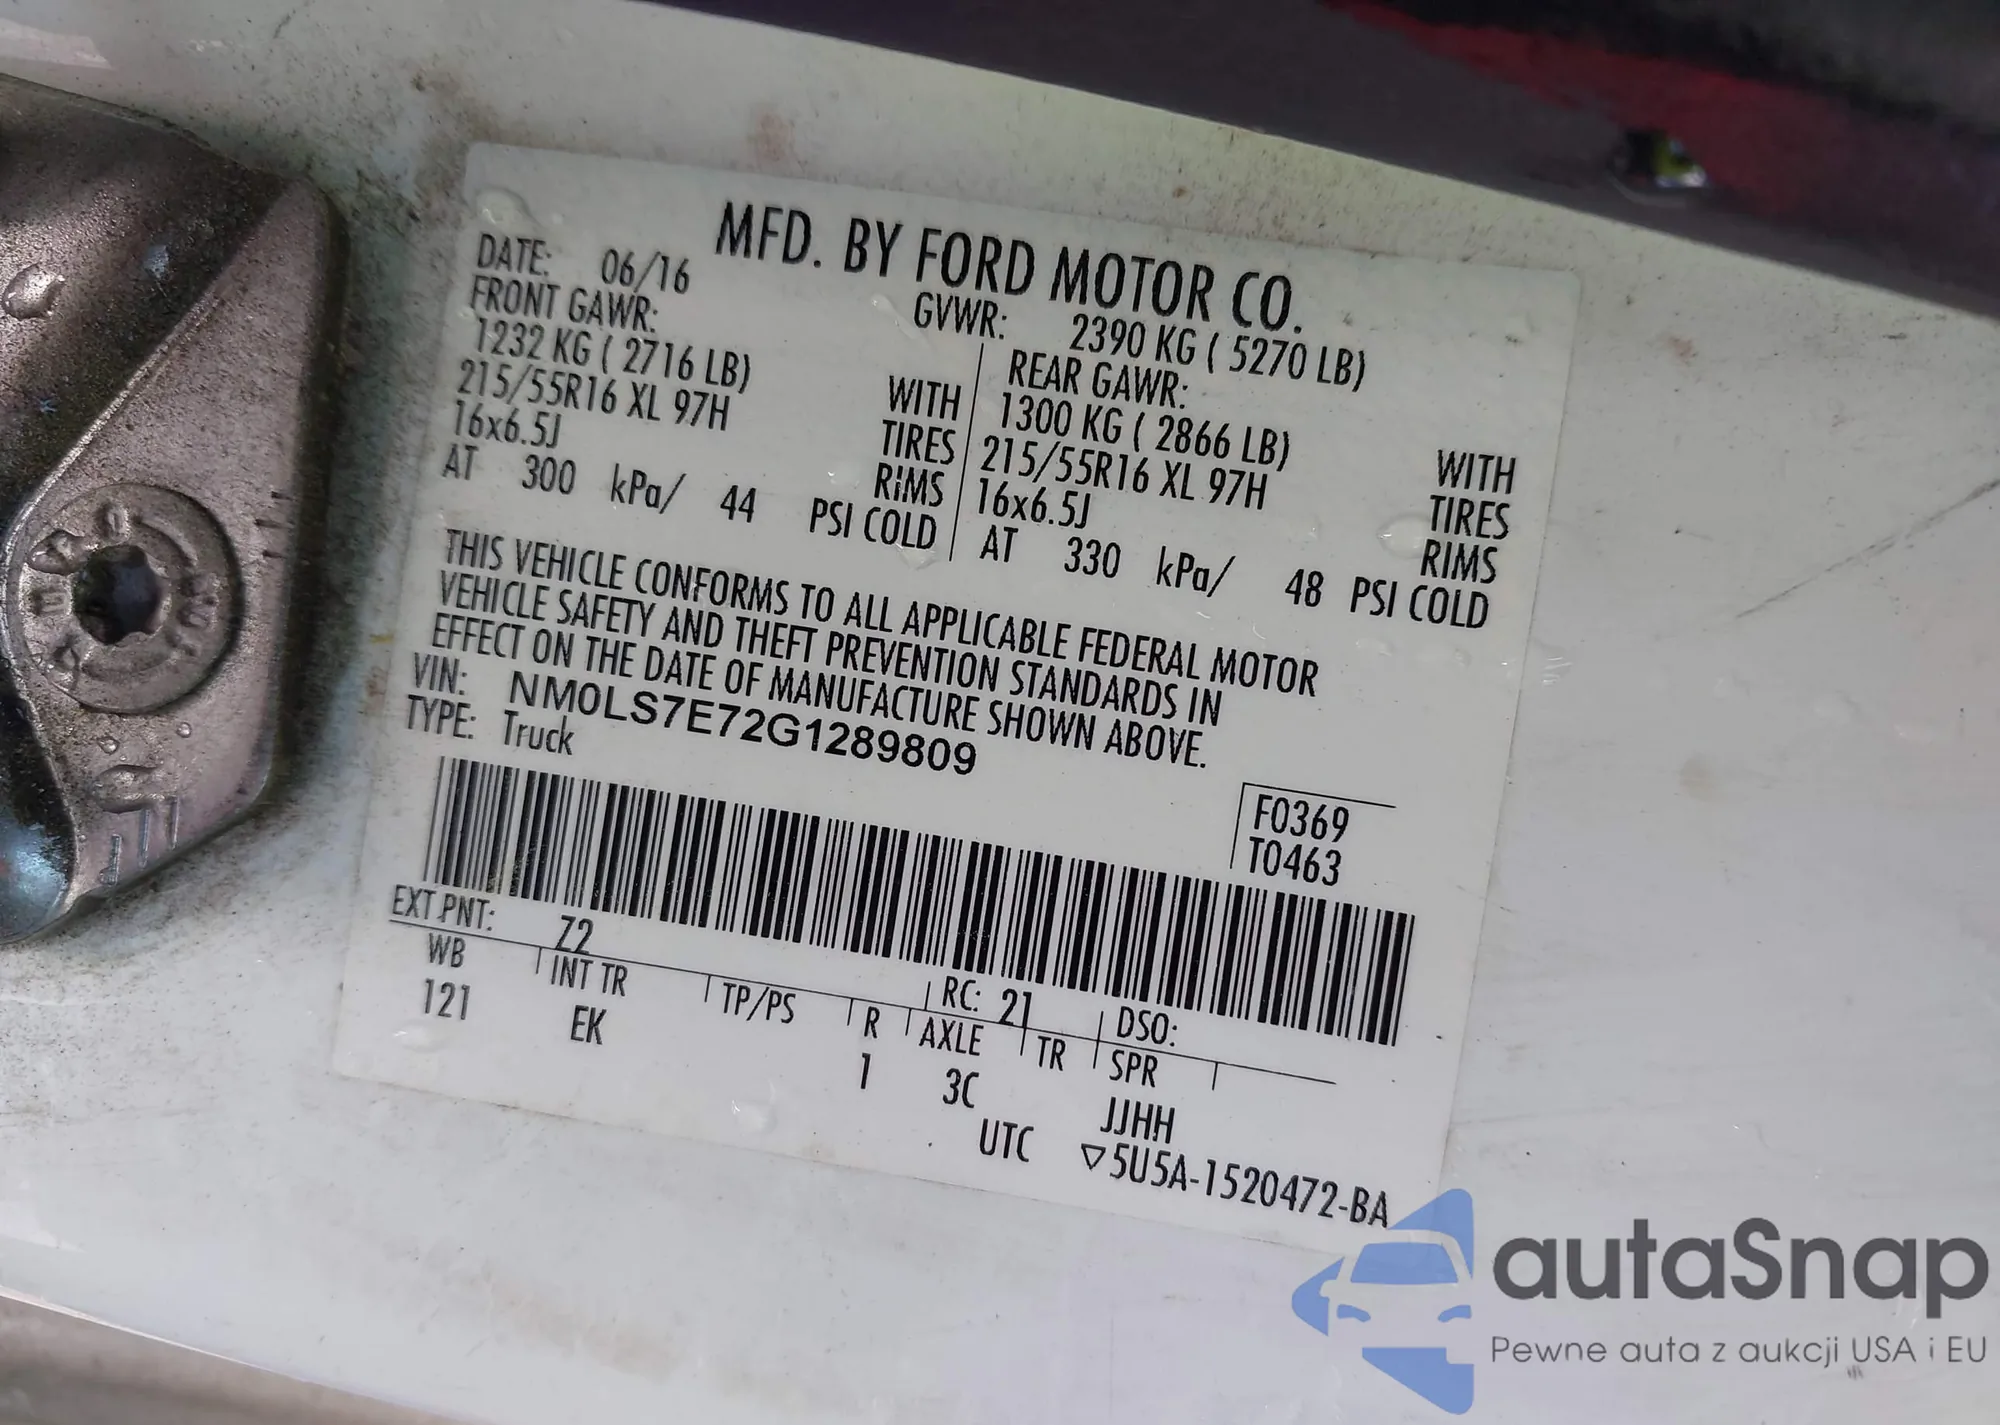 MFD. BY FORD MOTOR CO.
DATE: 06/16 GVWR: 2390 KG ( 5270 LB)
FRONT GAWR: REAR GAWR:
1232 KG ( 2716 LB) WITH 1300 KG ( 2866 LB) WITH
215/55R16 XL 97H TIRES 215/55R16 XL 97H TIRES
16x6.5J RIMS 16x6.5J RIMS
AT 300 kPa/ 44 PSI COLD AT 330 kPa/ 48 PSI COLD
THIS VEHICLE CONFORMS TO ALL APPLICABLE FEDERAL MOTOR
VEHICLE SAFETY AND THEFT PREVENTION STANDARDS IN
EFFECT ON THE DATE OF MANUFACTURE SHOWN ABOVE.
VIN: NM0LS7E72G1289809
TYPE: Truck
F0369
T0463
EXT PNT: Z2 RC: 21 DSO:
WB INT TR TP/PS R AXLE TR SPR
121 EK 1 3C JJHH
UTC ▽5U5A-1520472-BA
autaSnap
Pewne auta z aukcji USA i EU